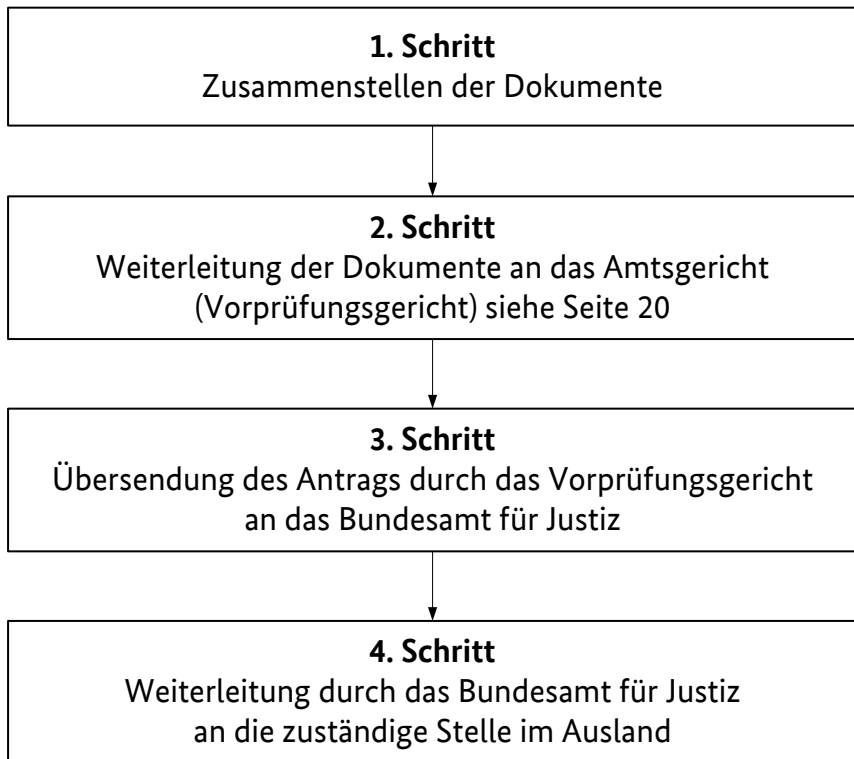 1. Schritt
Zusammenstellen der Dokumente
2. Schritt
Weiterleitung der Dokumente an das Amtsgericht
(Vorprüfungsgericht) siehe Seite 20
3. Schritt
Übersendung des Antrags durch das Vorprüfungsgericht
an das Bundesamt für Justiz
4. Schritt
Weiterleitung durch das Bundesamt für Justiz
an die zuständige Stelle im Ausland